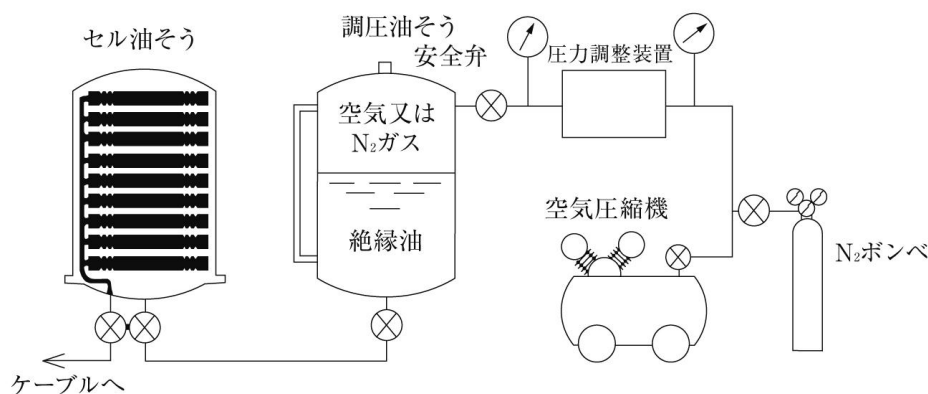 セル油そう
調圧油そう
安全弁
圧力調整装置
空気又は
N₂ガス
絶縁油
空気圧縮機
N₂ボンベ
ケーブルへ